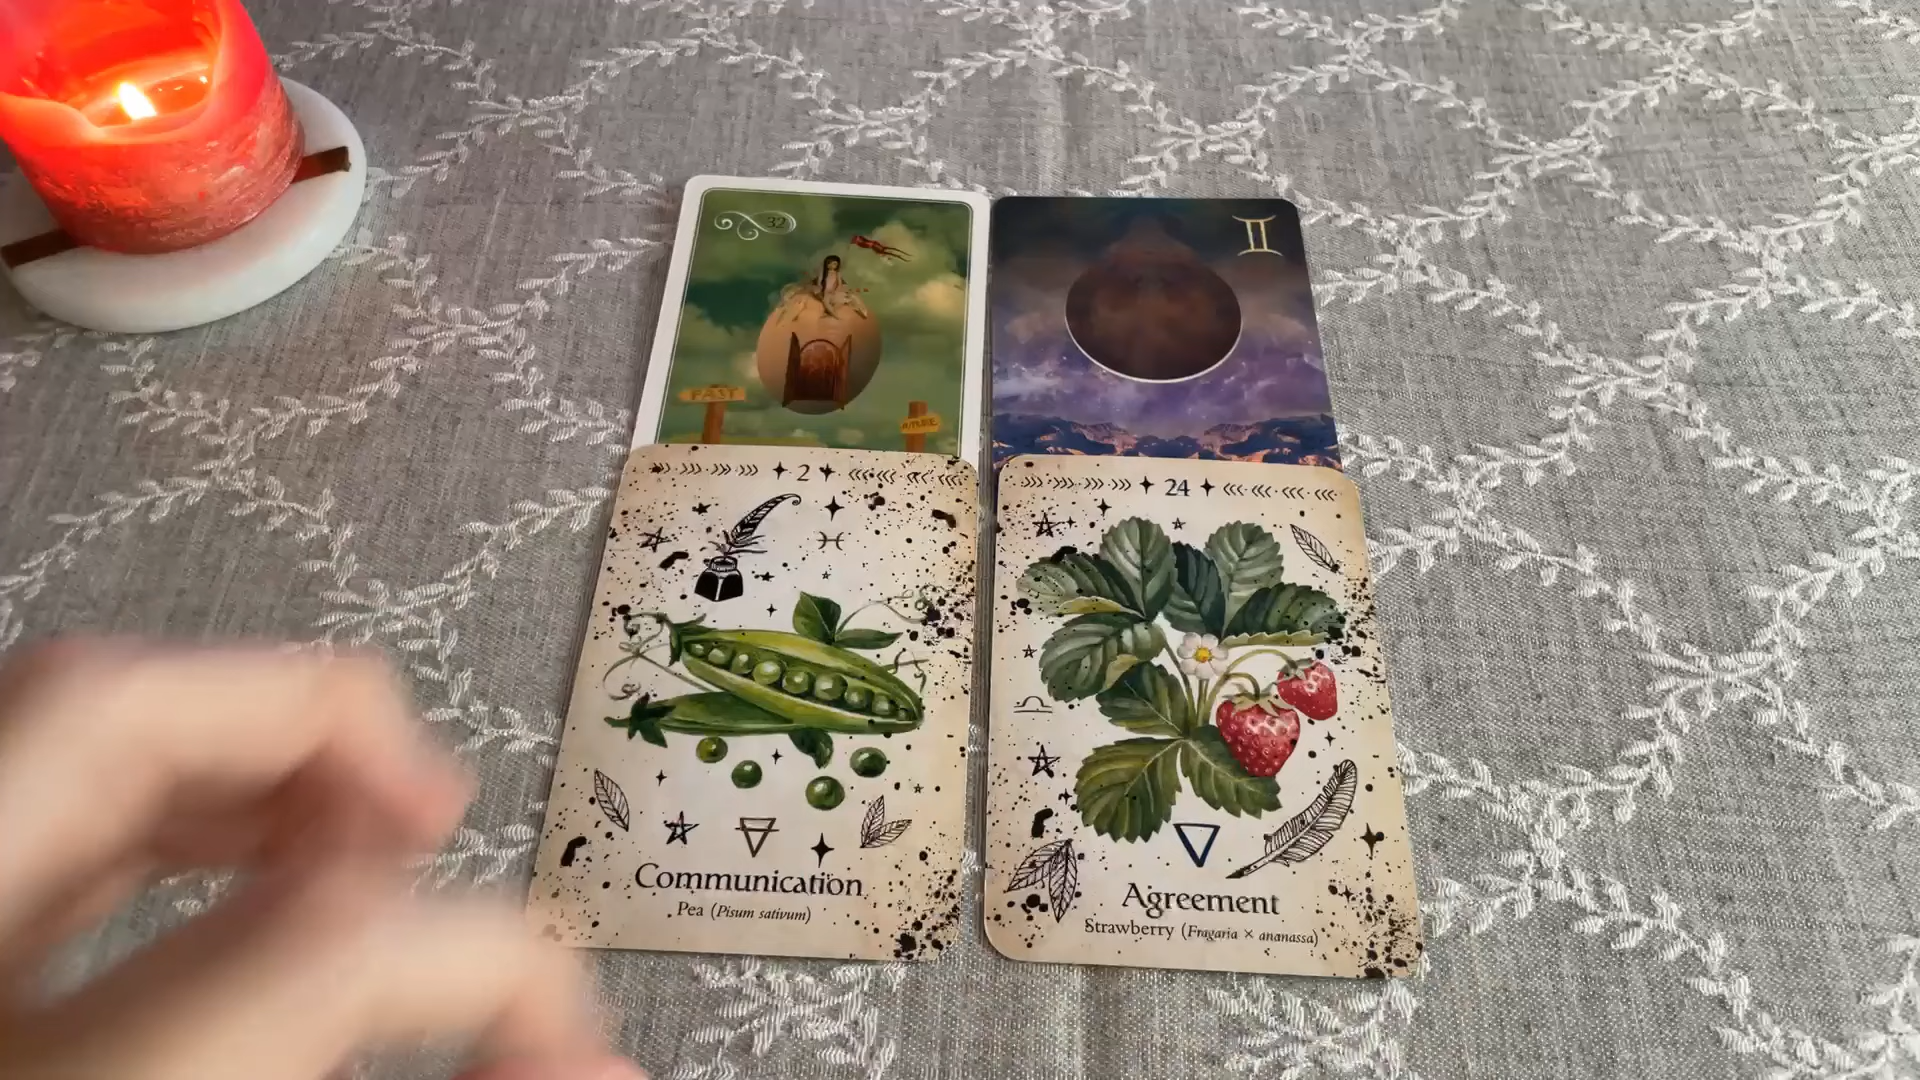 32
PAST
FUTURE
2
24
Communication
Pea (Pisum sativum)
Agreement
Strawberry (Fragaria × ananassa)